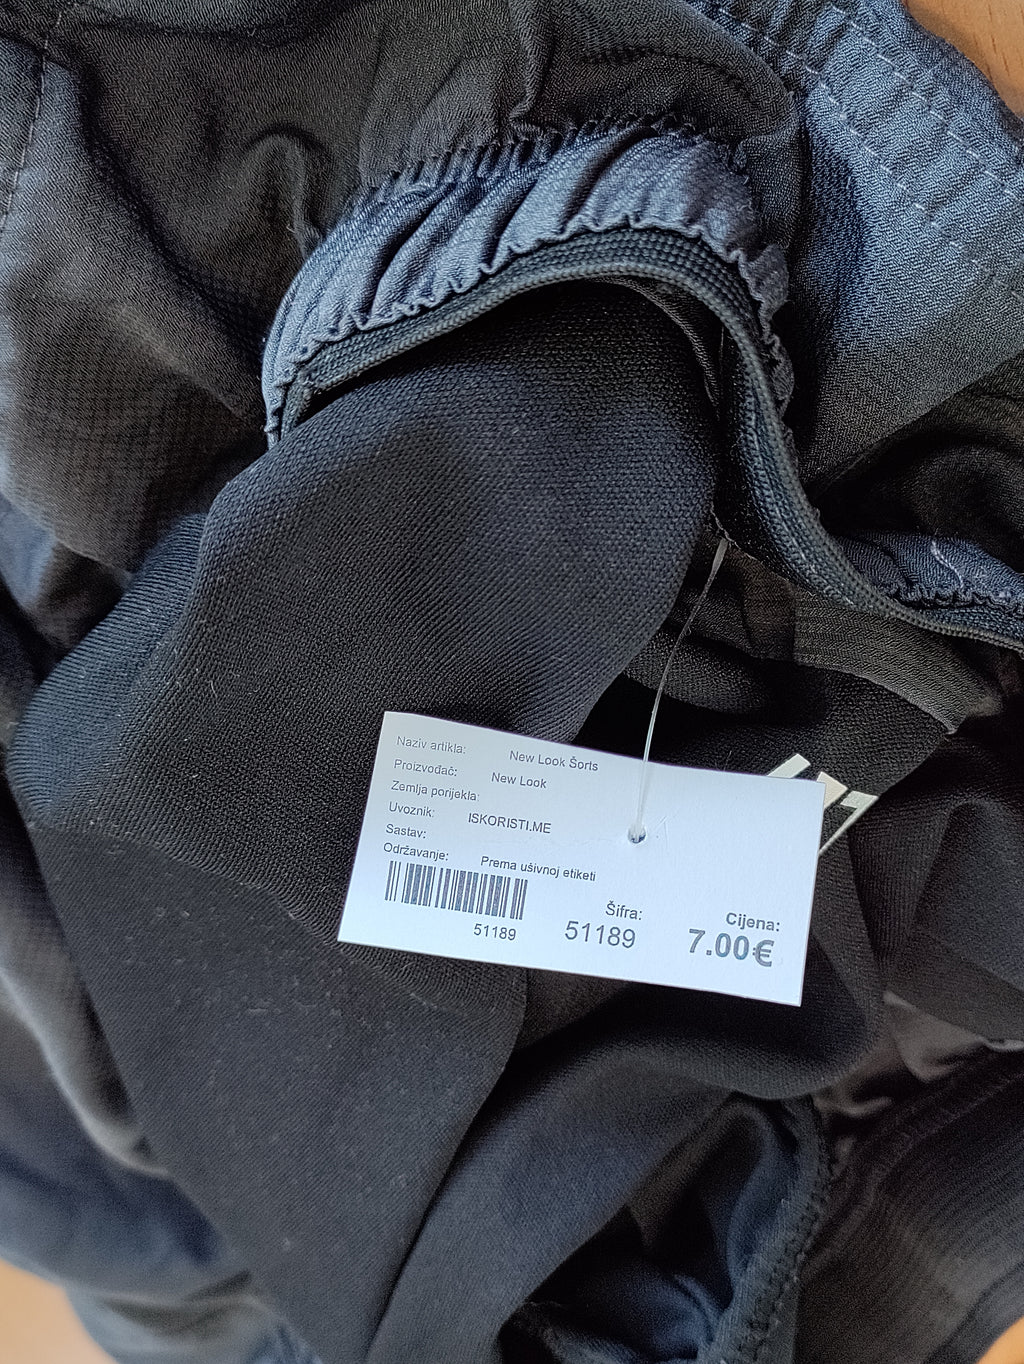 Naziv artikla: New Look Šorts
Proizvođač: New Look
Zemlja porijekla:
Uvoznik: ISKORISTI.ME
Sastav:
Održavanje: Prema ušivnoj etiketi
51189
Šifra:
51189
Cijena:
7.00€